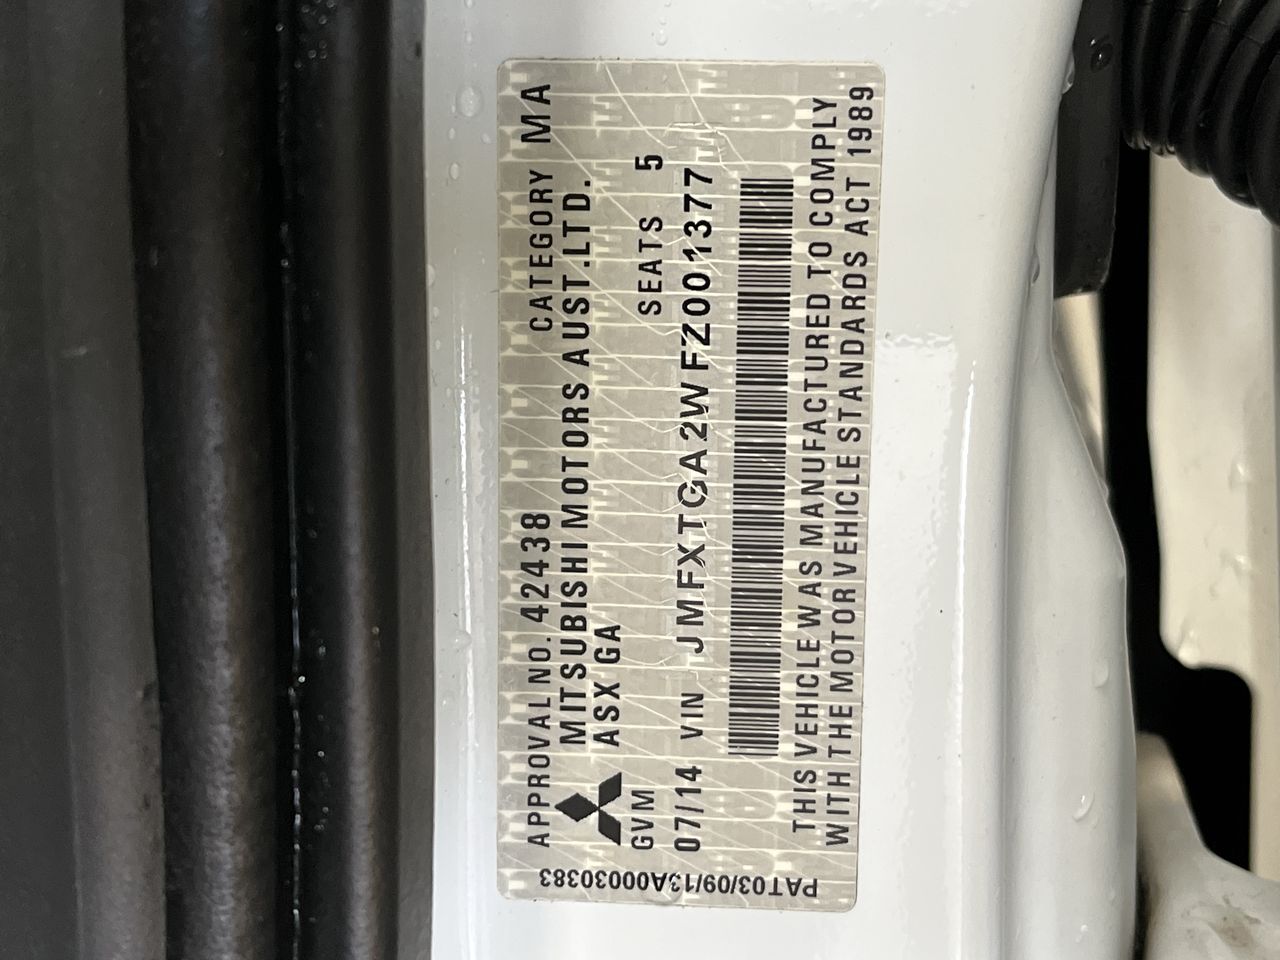 APPROVAL NO. 42438 CATEGORY MA
MITSUBISHI MOTORS AUST.LTD.
ASX GA
GVM SEATS 5
07/14 VIN JMFXTGA2WFZ001377
THIS VEHICLE WAS MANUFACTURED TO COMPLY
WITH THE MOTOR VEHICLE STANDARDS ACT 1989
PAT03/09/13A00030383